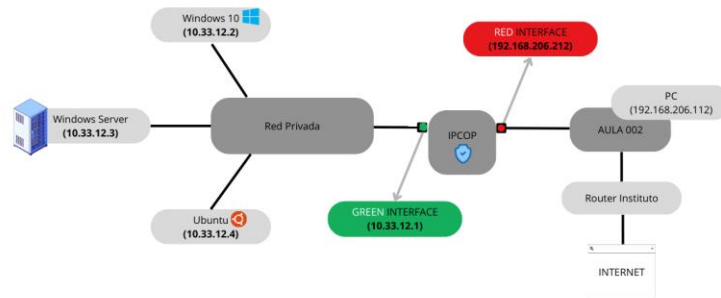 Windows 10
(10.33.12.2)
RED INTERFACE
(192.168.206.212)
PC
(192.168.206.112)
Windows Server
(10.33.12.3)
Red Privada
IPCOP
AULA 002
Ubuntu
(10.33.12.4)
GREEN INTERFACE
(10.33.12.1)
Router Instituto
INTERNET